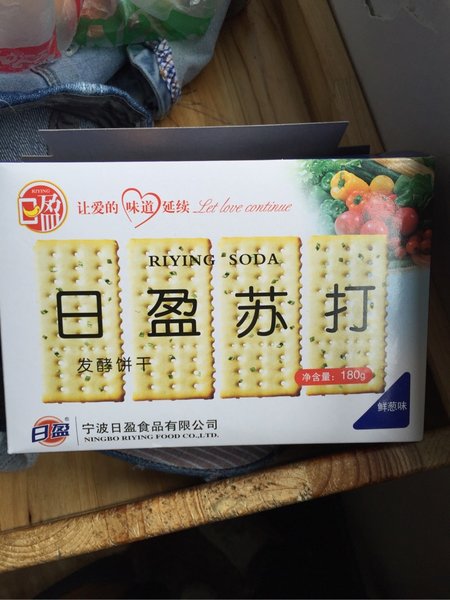 RIYING
日盈
让爱的 味道 延续 Let love continue
RIYING SODA
日盈苏打
发酵饼干
净含量：180g
鲜葱味
日盈®
宁波日盈食品有限公司
NINGBO RIYING FOOD CO.,LTD.